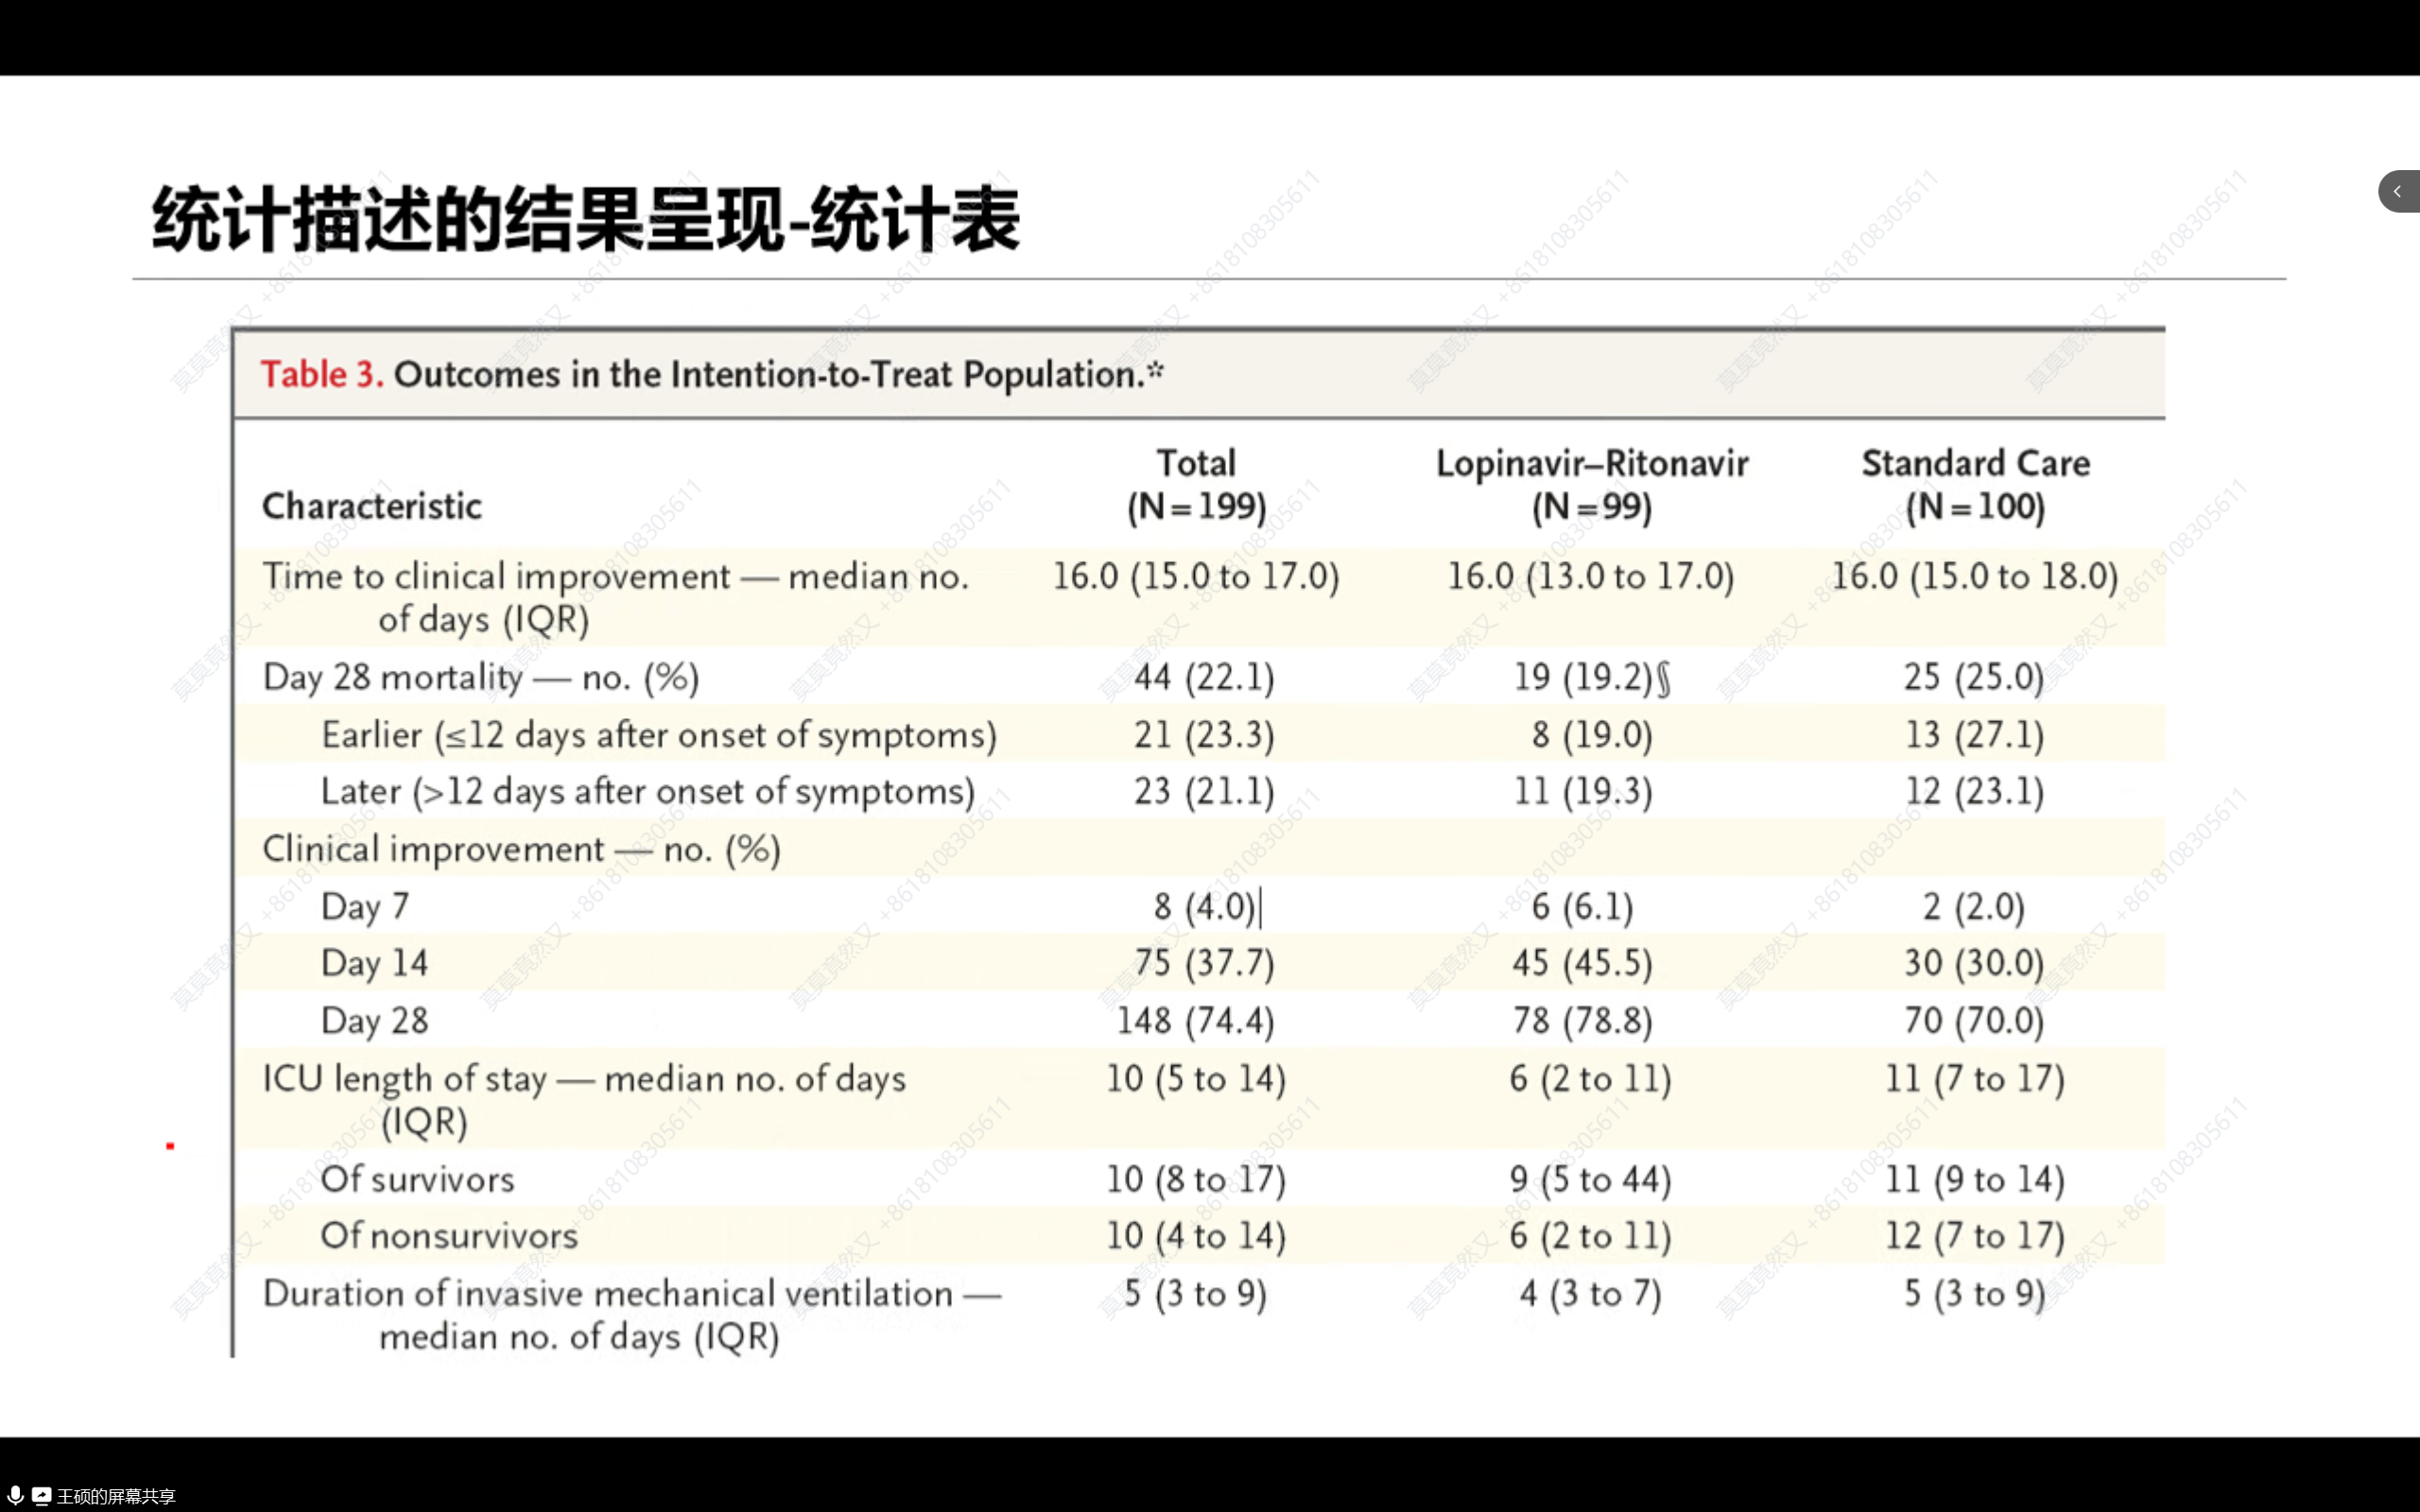 统计描述的结果呈现-统计表
Table 3. Outcomes in the Intention-to-Treat Population.*
Characteristic Total (N=199) Lopinavir–Ritonavir (N=99) Standard Care (N=100)
Time to clinical improvement — median no. of days (IQR) 16.0 (15.0 to 17.0) 16.0 (13.0 to 17.0) 16.0 (15.0 to 18.0)
Day 28 mortality — no. (%) 44 (22.1) 19 (19.2)§ 25 (25.0)
Earlier (≤12 days after onset of symptoms) 21 (23.3) 8 (19.0) 13 (27.1)
Later (>12 days after onset of symptoms) 23 (21.1) 11 (19.3) 12 (23.1)
Clinical improvement — no. (%)
Day 7 8 (4.0) 6 (6.1) 2 (2.0)
Day 14 75 (37.7) 45 (45.5) 30 (30.0)
Day 28 148 (74.4) 78 (78.8) 70 (70.0)
ICU length of stay — median no. of days (IQR) 10 (5 to 14) 6 (2 to 11) 11 (7 to 17)
Of survivors 10 (8 to 17) 9 (5 to 44) 11 (9 to 14)
Of nonsurvivors 10 (4 to 14) 6 (2 to 11) 12 (7 to 17)
Duration of invasive mechanical ventilation — median no. of days (IQR) 5 (3 to 9) 4 (3 to 7) 5 (3 to 9)
王硕的屏幕共享